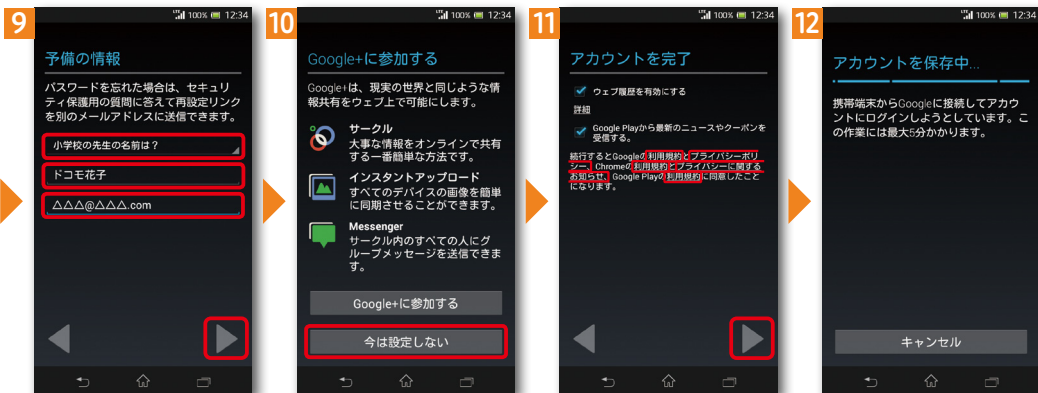 9
LTE 100% 12:34
予備の情報
パスワードを忘れた場合は、セキュリ
ティ保護用の質問に答えて再設定リンク
を別のメールアドレスに送信できます。
小学校の先生の名前は？
ドコモ花子
△△△@△△△.com
10
LTE 100% 12:34
Google+に参加する
Google+は、現実の世界と同じような情
報共有をウェブ上で可能にします。
サークル
大事な情報をオンラインで共有
する一番簡単な方法です。
インスタントアップロード
すべてのデバイスの画像を簡単
に同期させることができます。
Messenger
サークル内のすべての人にグ
ループメッセージを送信できま
す。
Google+に参加する
今は設定しない
11
LTE 100% 12:34
アカウントを完了
ウェブ履歴を有効にする
詳細
Google Playから最新のニュースやクーポンを
受信する。
続行するとGoogleの利用規約とプライバシーポリ
シー、Chromeの利用規約とプライバシーに関する
お知らせ、Google Playの利用規約に同意したこと
になります。
12
LTE 100% 12:34
アカウントを保存中...
携帯端末からGoogleに接続してアカウ
ントにログインしようとしています。こ
の作業には最大5分かかります。
キャンセル